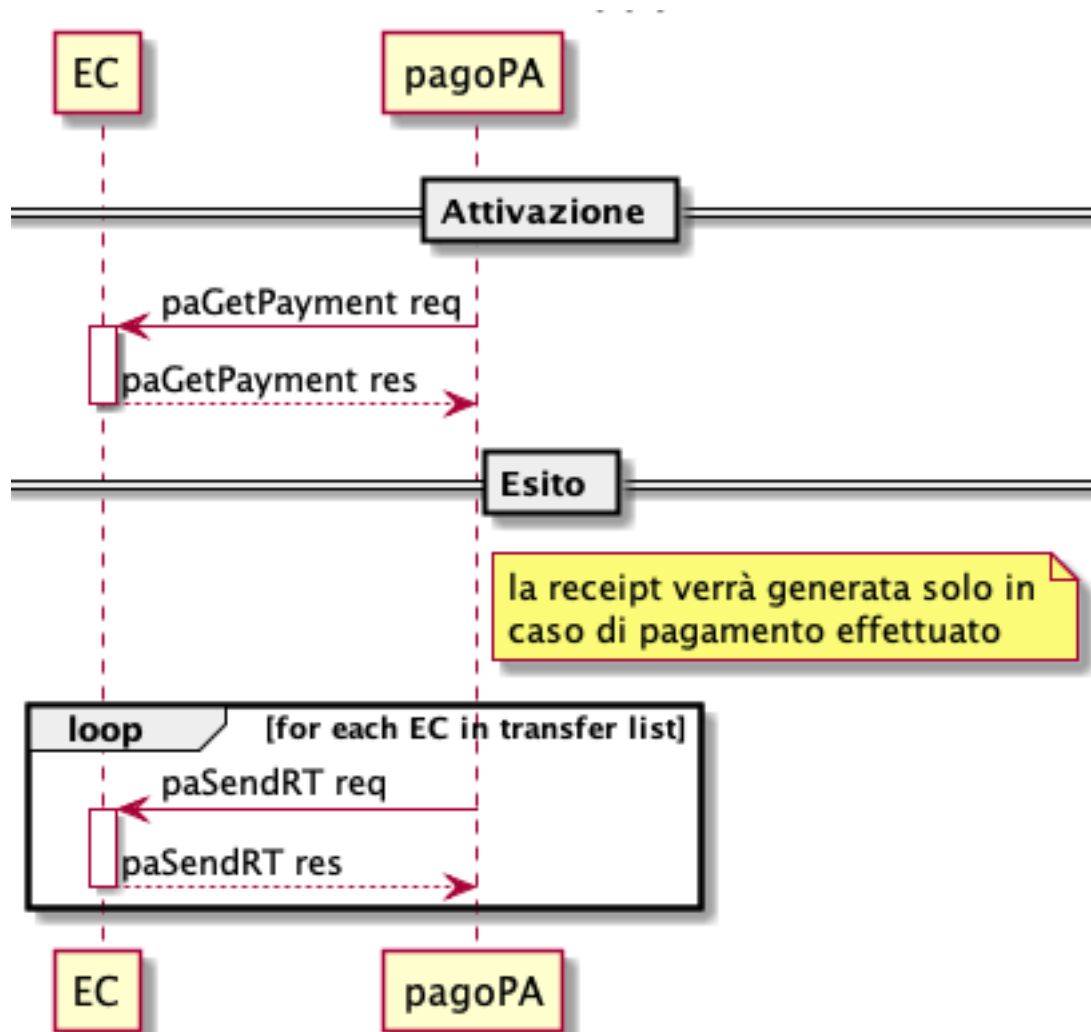 EC
pagoPA
Attivazione
paGetPayment req
paGetPayment res
Esito
la receipt verrà generata solo in
caso di pagamento effettuato
loop [for each EC in transfer list]
paSendRT req
paSendRT res
EC
pagoPA